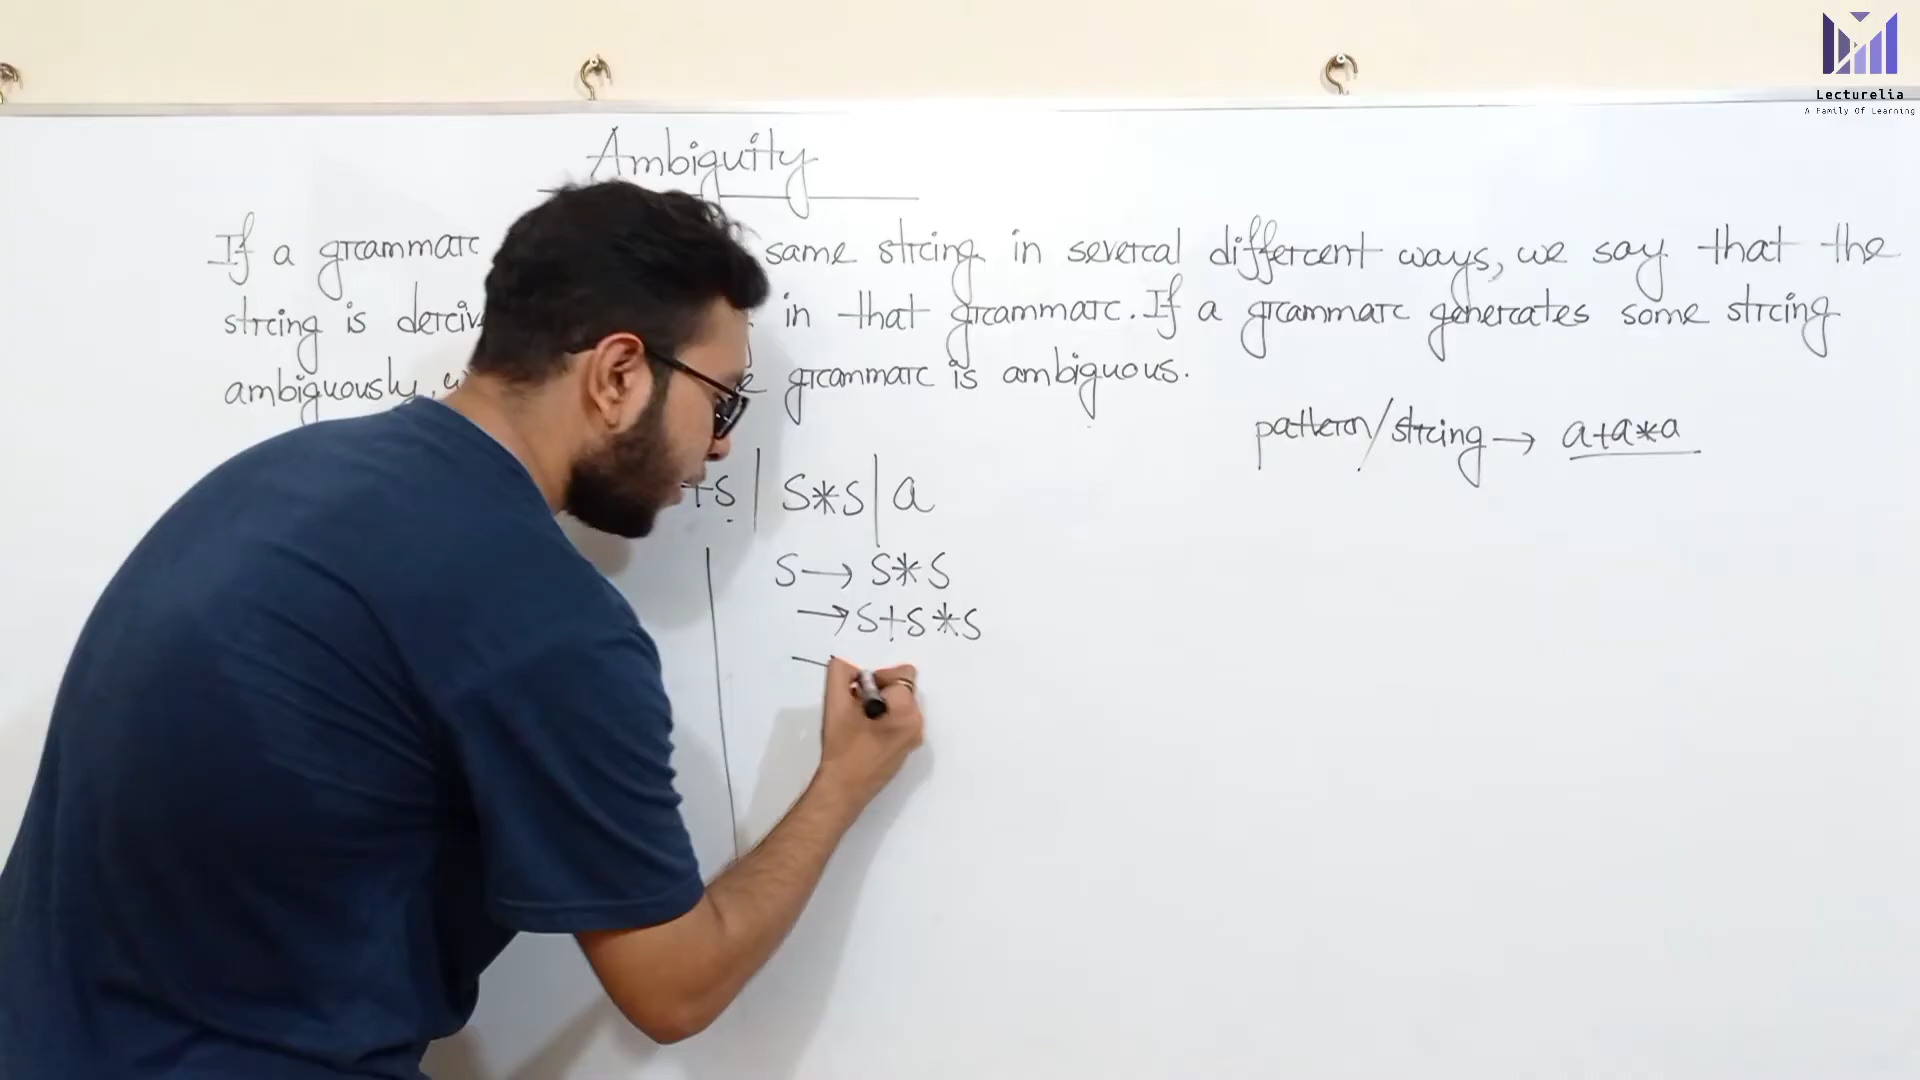 Lecturelia
A Family Of Learning
Ambiguity
If a grammar same string in several different ways, we say that the
string is in that grammar. If a grammar generates some string
ambiguously, grammar is ambiguous.
pattern/string → a+a*a
+S | S*S | a
S → S*S
→ S+S*S